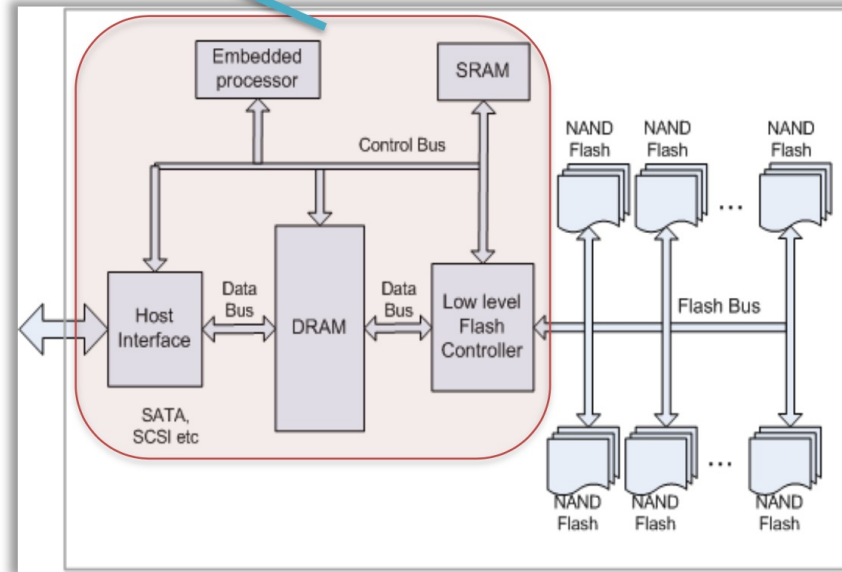 Embedded
processor
SRAM
Control Bus
NAND
Flash
NAND
Flash
NAND
Flash
...
Host
Interface
Data
Bus
DRAM
Data
Bus
Low level
Flash
Controller
Flash Bus
SATA,
SCSI etc
...
NAND
Flash
NAND
Flash
NAND
Flash